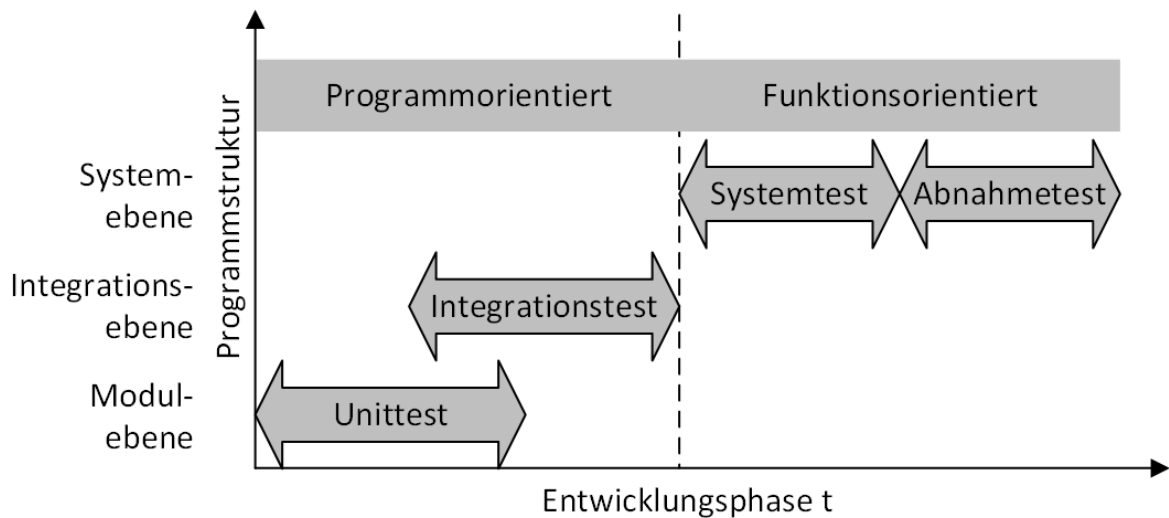 Programmstruktur
Programmorientiert
Funktionsorientiert
System-
ebene
Systemtest
Abnahmetest
Integrations-
ebene
Integrationstest
Modul-
ebene
Unittest
Entwicklungsphase t